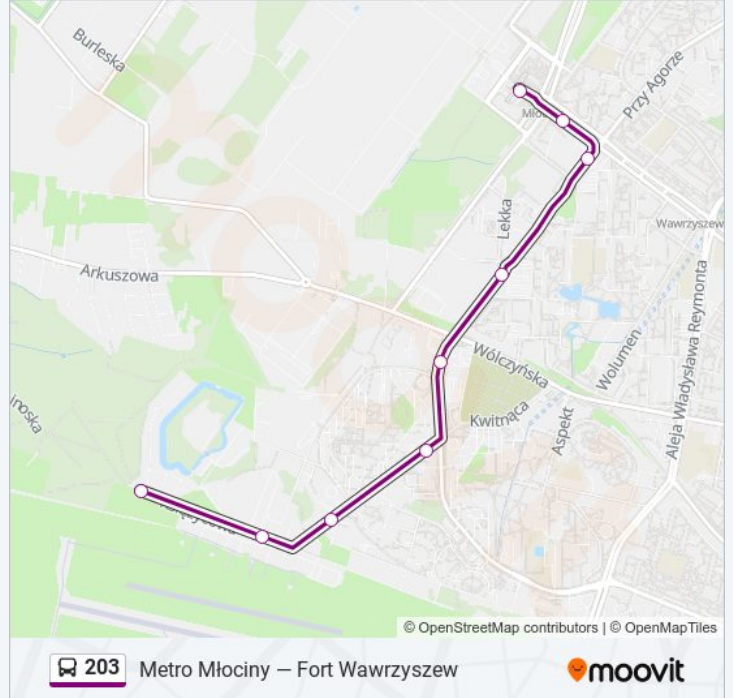 Burleska
Przy Agorze
Lekka
Wawrzyszew
Arkuszowa
Wólczyńska
Wolumen
Aleja Władysława Reymonta
Kwitnąca
Aspekt
© OpenStreetMap contributors | © OpenMapTiles
203 Metro Młociny — Fort Wawrzyszew
moovit